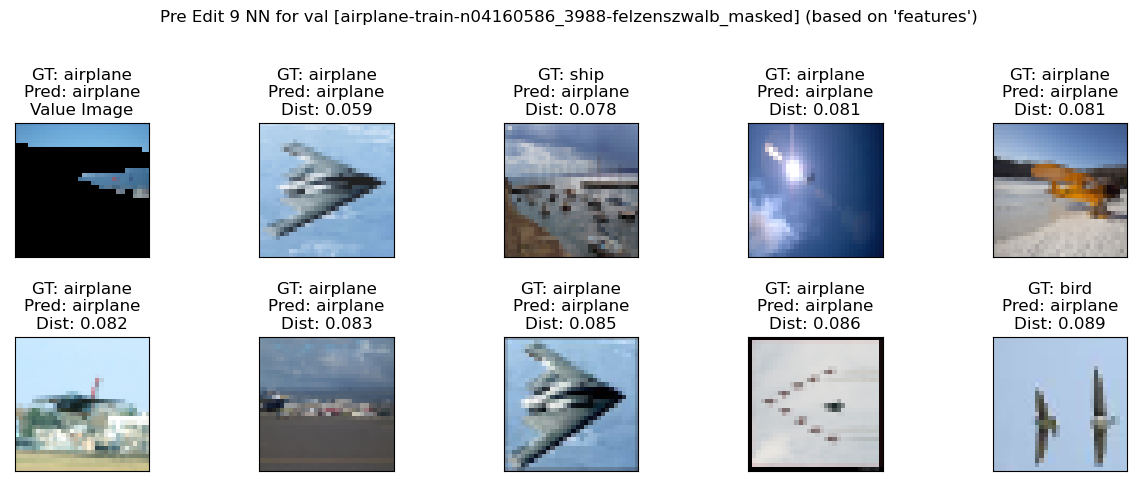 Pre Edit 9 NN for val [airplane-train-n04160586_3988-felzenszwalb_masked] (based on 'features')
GT: airplane
Pred: airplane
Value Image
GT: airplane
Pred: airplane
Dist: 0.059
GT: ship
Pred: airplane
Dist: 0.078
GT: airplane
Pred: airplane
Dist: 0.081
GT: airplane
Pred: airplane
Dist: 0.081
GT: airplane
Pred: airplane
Dist: 0.082
GT: airplane
Pred: airplane
Dist: 0.083
GT: airplane
Pred: airplane
Dist: 0.085
GT: airplane
Pred: airplane
Dist: 0.086
GT: bird
Pred: airplane
Dist: 0.089